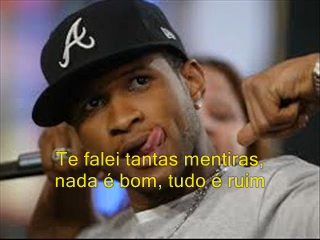 A
Te falei tantas mentiras,
nada é bom, tudo é ruim